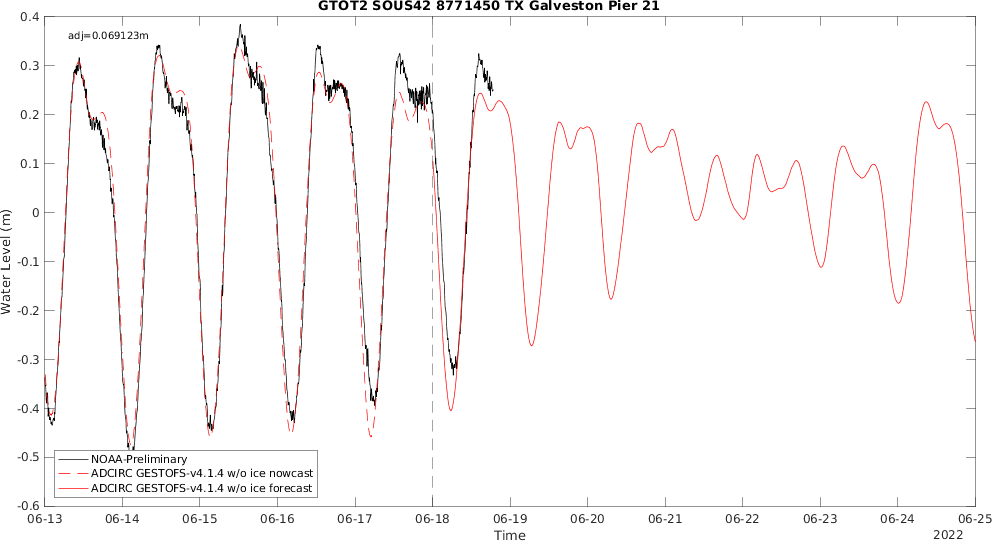 GTOT2 SOUS42 8771450 TX Galveston Pier 21
adj=0.069123m
0.4
0.3
0.2
0.1
0
-0.1
-0.2
-0.3
-0.4
-0.5
-0.6
Water Level (m)
NOAA-Preliminary
ADCIRC GESTOFS-v4.1.4 w/o ice nowcast
ADCIRC GESTOFS-v4.1.4 w/o ice forecast
06-13 06-14 06-15 06-16 06-17 06-18 06-19 06-20 06-21 06-22 06-23 06-24 06-25
Time
2022